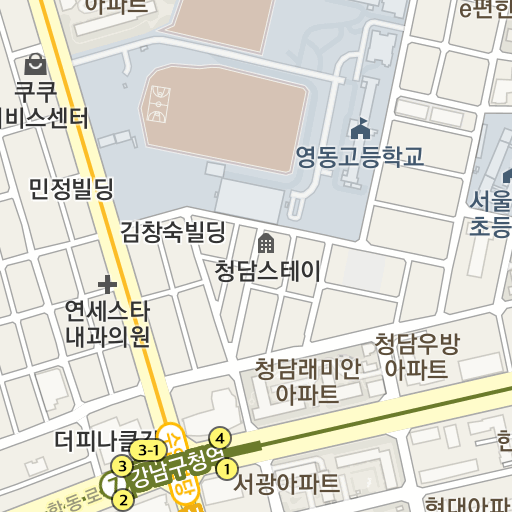 아파트
e편한
쿠쿠
비스센터
영동고등학교
민정빌딩
서울
초등
김창숙빌딩
청담스테이
연세스타
내과의원
청담우방
아파트
청담래미안
아파트
더피나클
3-1
4
3
강남구청역
1
2
서광아파트
현대아파트